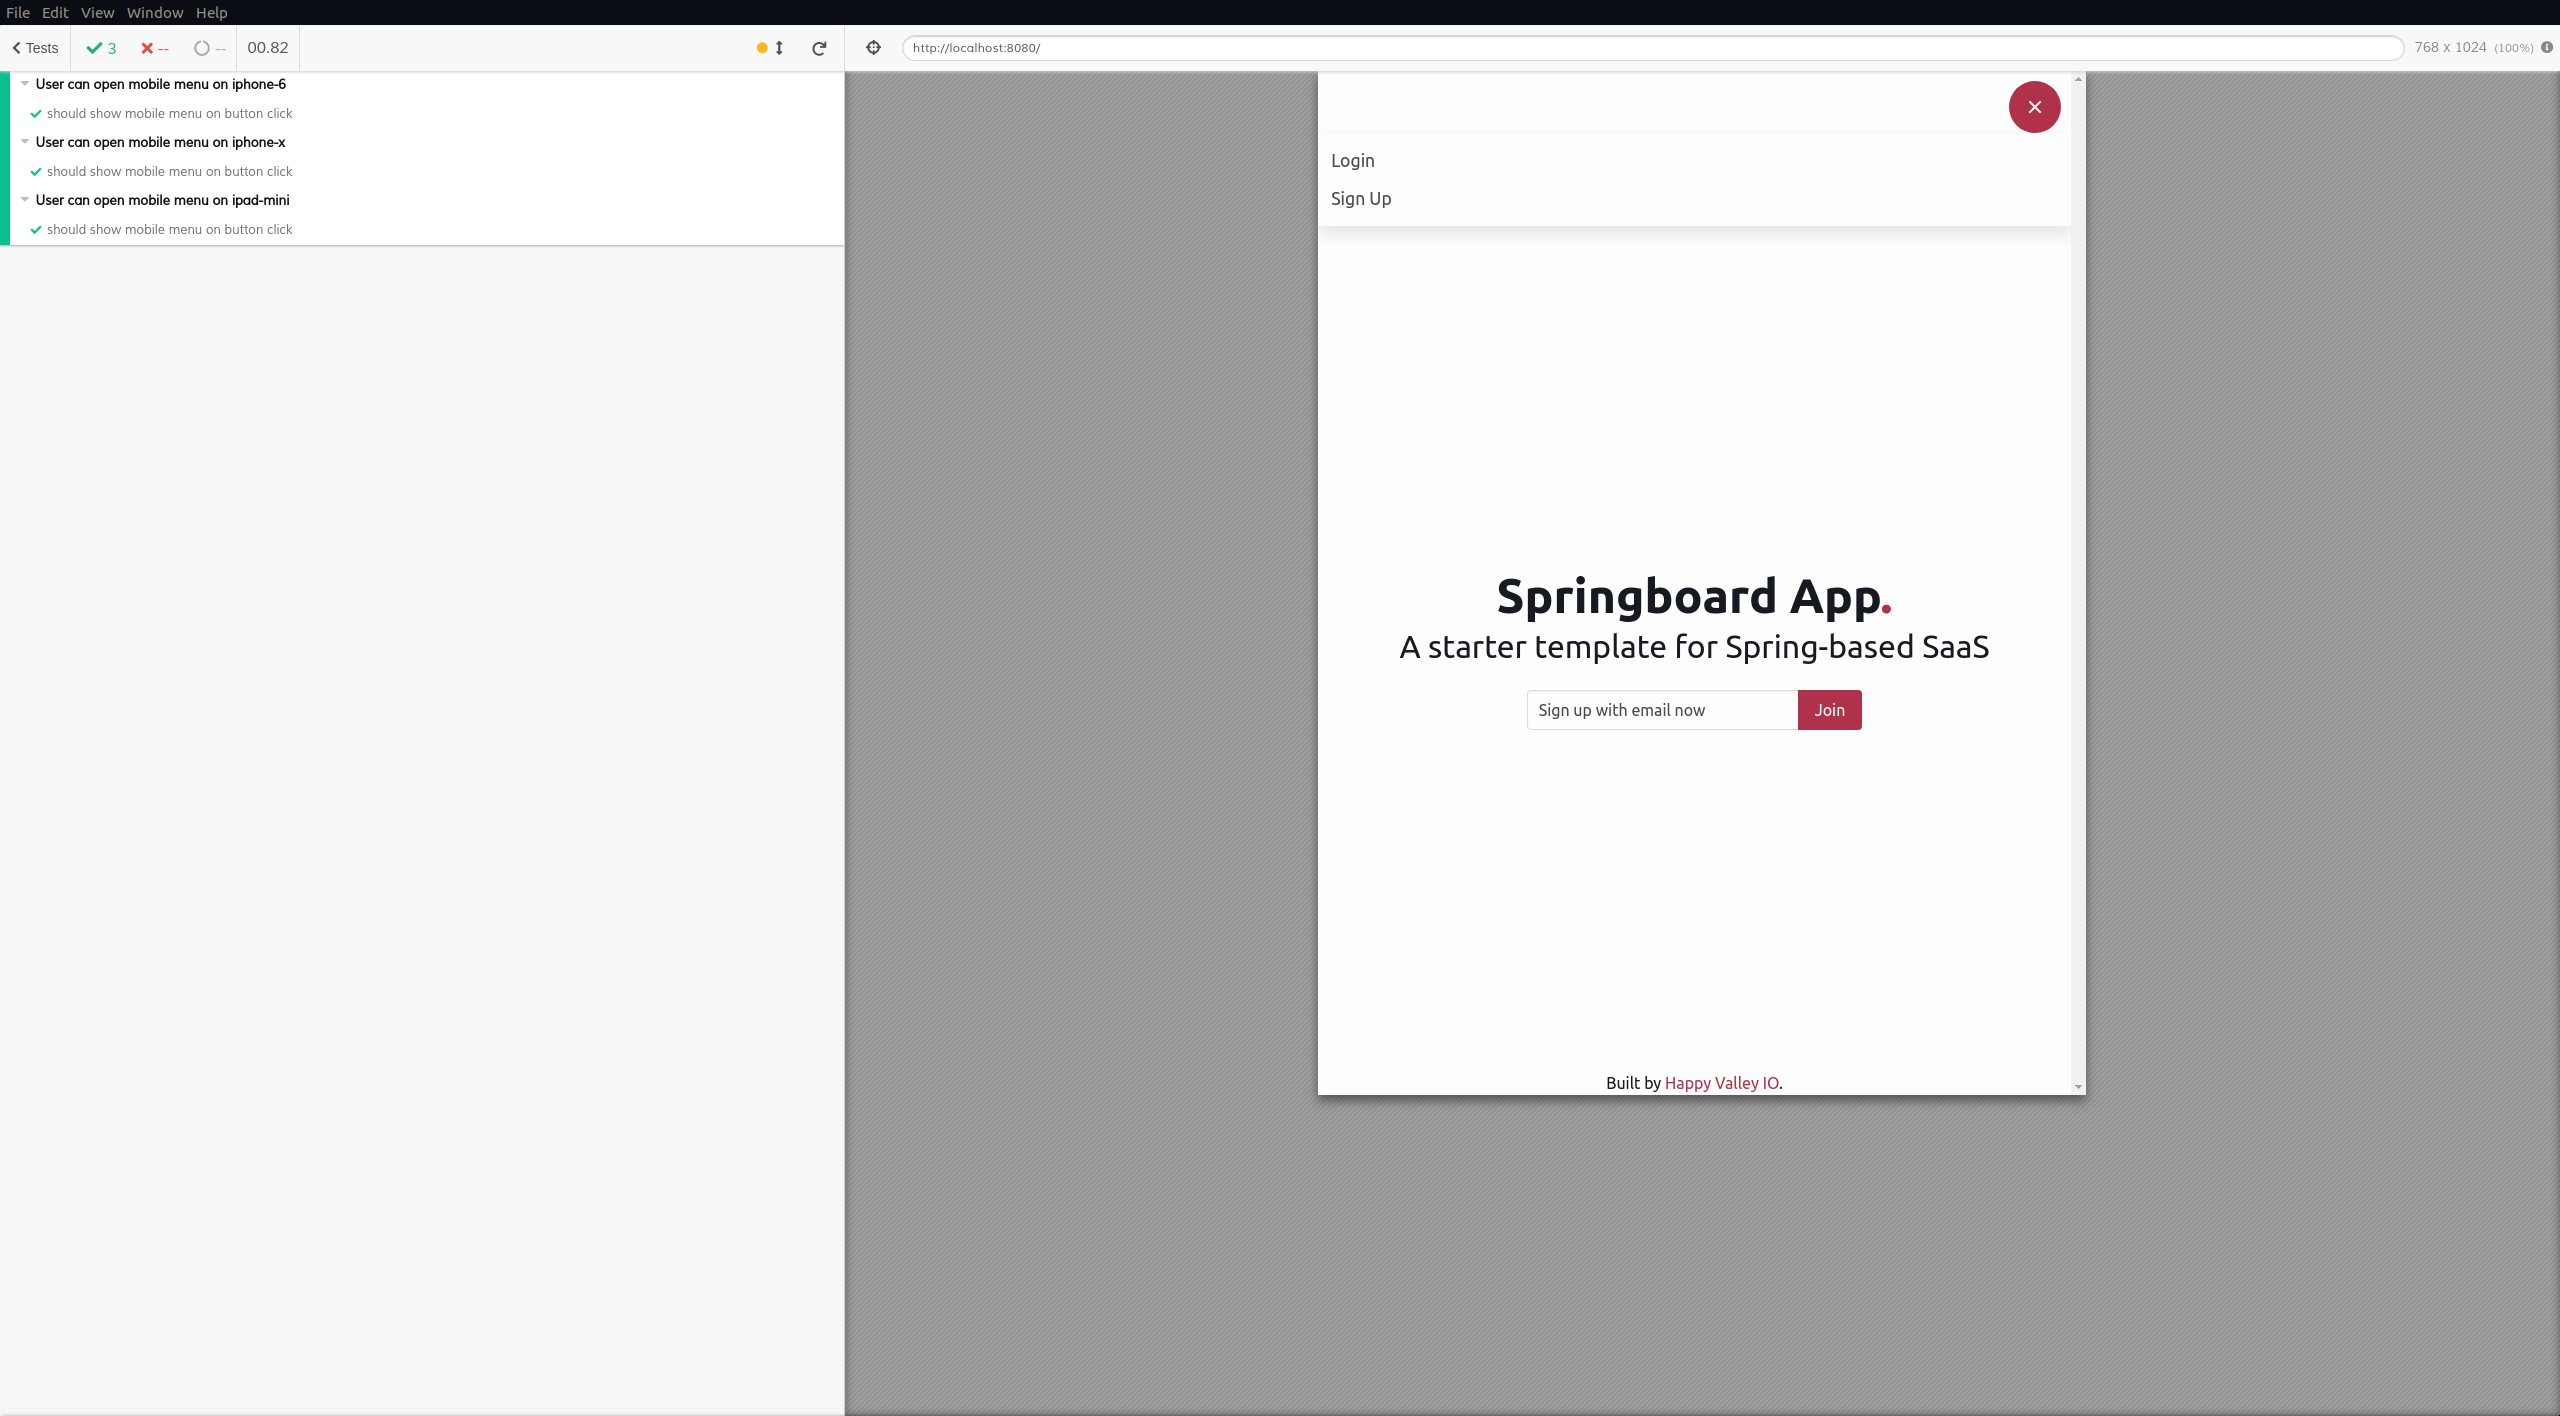 File Edit View Window Help
Tests 3 -- -- 00.82
http://localhost:8080/ 768 x 1024 (100%)
User can open mobile menu on iphone-6
should show mobile menu on button click
User can open mobile menu on iphone-x
should show mobile menu on button click
User can open mobile menu on ipad-mini
should show mobile menu on button click
Login
Sign Up
Springboard App.
A starter template for Spring-based SaaS
Sign up with email now Join
Built by Happy Valley IO.